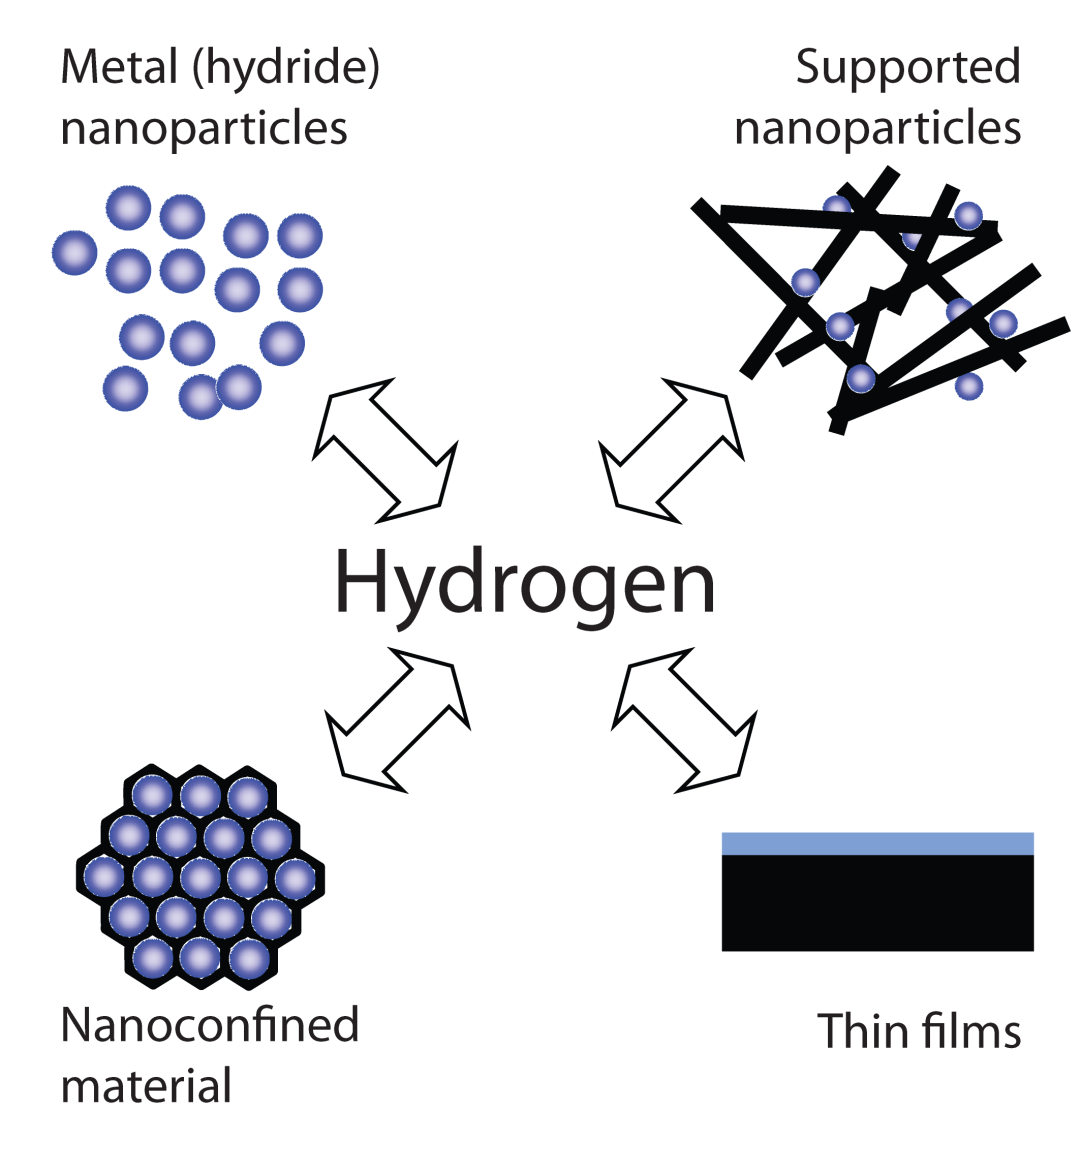 Metal (hydride)
nanoparticles
Supported
nanoparticles
Hydrogen
Nanoconfined
material
Thin films